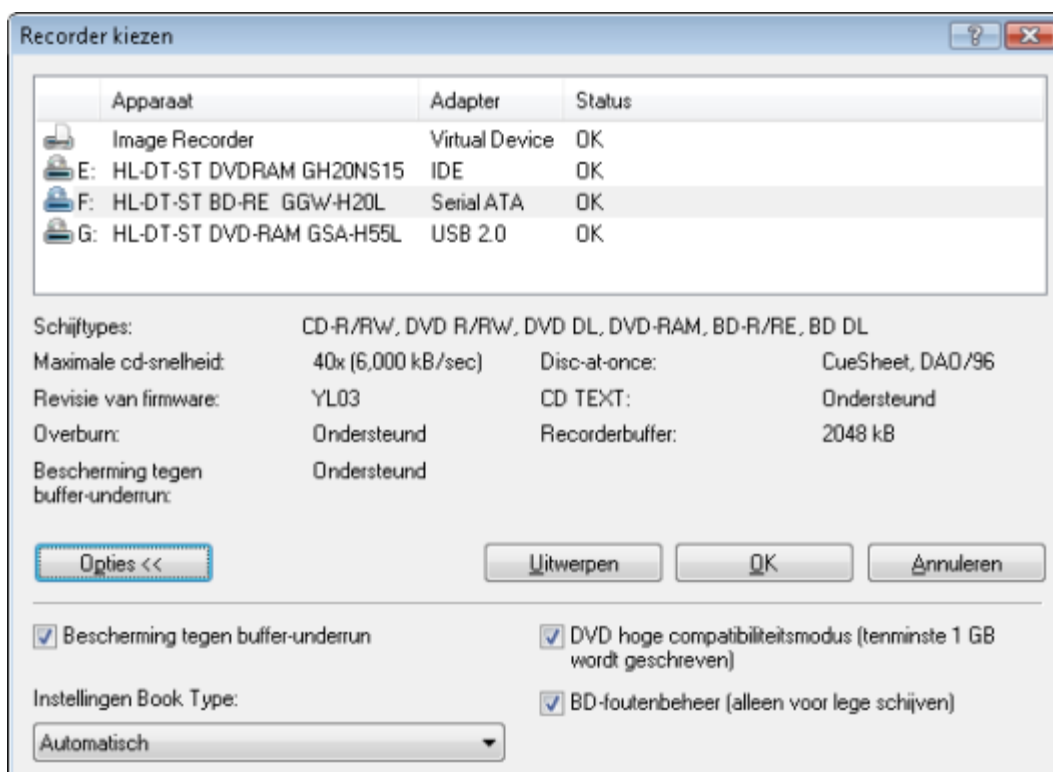 Recorder kiezen
Apparaat Adapter Status
Image Recorder Virtual Device OK
E: HL-DT-ST DVDRAM GH20NS15 IDE OK
F: HL-DT-ST BD-RE GGW-H20L Serial ATA OK
G: HL-DT-ST DVD-RAM GSA-H55L USB 2.0 OK
Schijftypes: CD-R/RW, DVD R/RW, DVD DL, DVD-RAM, BD-R/RE, BD DL
Maximale cd-snelheid: 40x (6,000 kB/sec) Disc-at-once: CueSheet, DAO/96
Revisie van firmware: YL03 CD TEXT: Ondersteund
Overburn: Ondersteund Recorderbuffer: 2048 kB
Bescherming tegen Ondersteund
buffer-underrun:
Opties << Uitwerpen OK Annuleren
Bescherming tegen buffer-underrun DVD hoge compatibiliteitsmodus (tenminste 1 GB
wordt geschreven)
Instellingen Book Type: BD-foutenbeheer (alleen voor lege schijven)
Automatisch